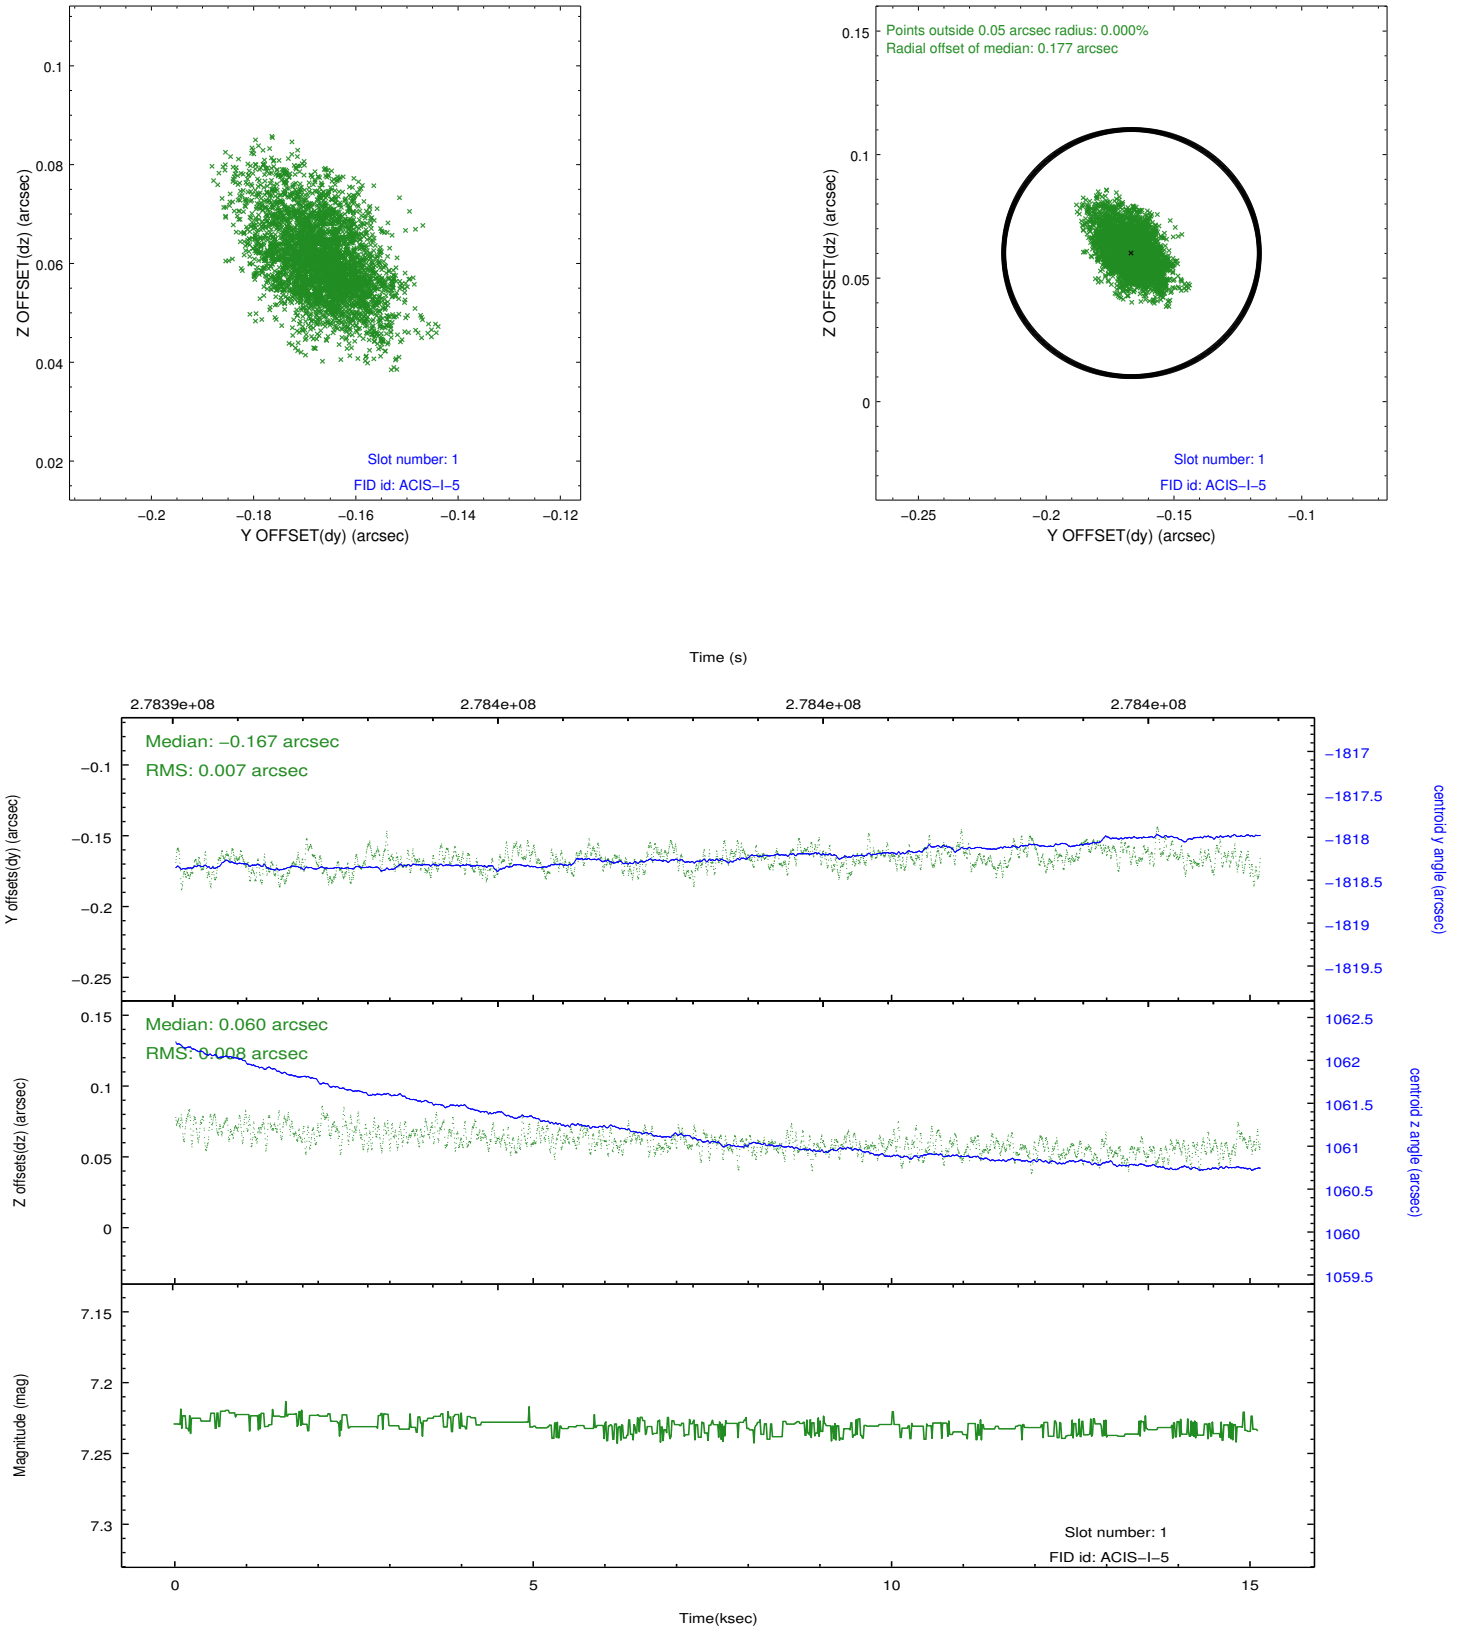 0.1
0.08
0.06
0.04
0.02
Z OFFSET(dz) (arcsec)
Slot number: 1
FID id: ACIS−I−5
−0.2 −0.18 −0.16 −0.14 −0.12
Y OFFSET(dy) (arcsec)
Points outside 0.05 arcsec radius: 0.000%
Radial offset of median: 0.177 arcsec
0.15
0.1
0.05
0
Z OFFSET(dz) (arcsec)
Slot number: 1
FID id: ACIS−I−5
−0.25 −0.2 −0.15 −0.1
Y OFFSET(dy) (arcsec)
Time (s)
2.7839e+08 2.784e+08 2.784e+08 2.784e+08
Median: −0.167 arcsec
RMS: 0.007 arcsec
−0.1
−0.15
−0.2
−0.25
Y offsets(dy) (arcsec)
−1817
−1817.5
−1818
−1818.5
−1819
−1819.5
centroid y angle (arcsec)
Median: 0.060 arcsec
RMS: 0.008 arcsec
0.15
0.1
0.05
0
Z offsets(dz) (arcsec)
1062.5
1062
1061.5
1061
1060.5
1060
1059.5
centroid z angle (arcsec)
7.15
7.2
7.25
7.3
Magnitude (mag)
Slot number: 1
FID id: ACIS−I−5
0 5 10 15
Time(ksec)